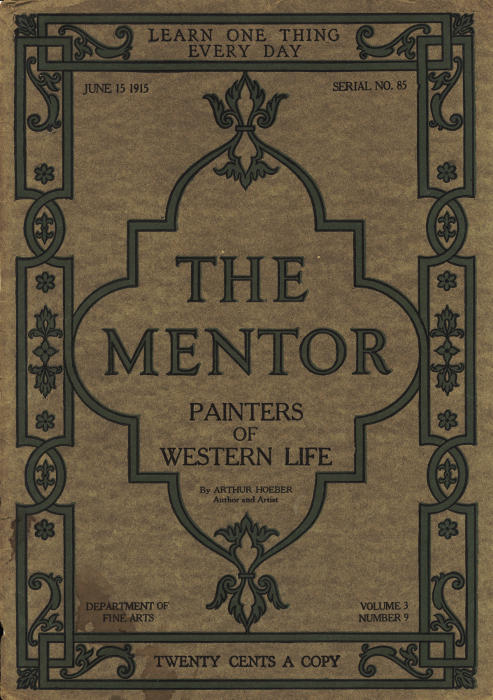 LEARN ONE THING
EVERY DAY
JUNE 15 1915
SERIAL NO. 85
THE
MENTOR
PAINTERS
OF
WESTERN LIFE
By ARTHUR HOEBER
Author and Artist
DEPARTMENT OF
FINE ARTS
VOLUME 3
NUMBER 9
TWENTY CENTS A COPY